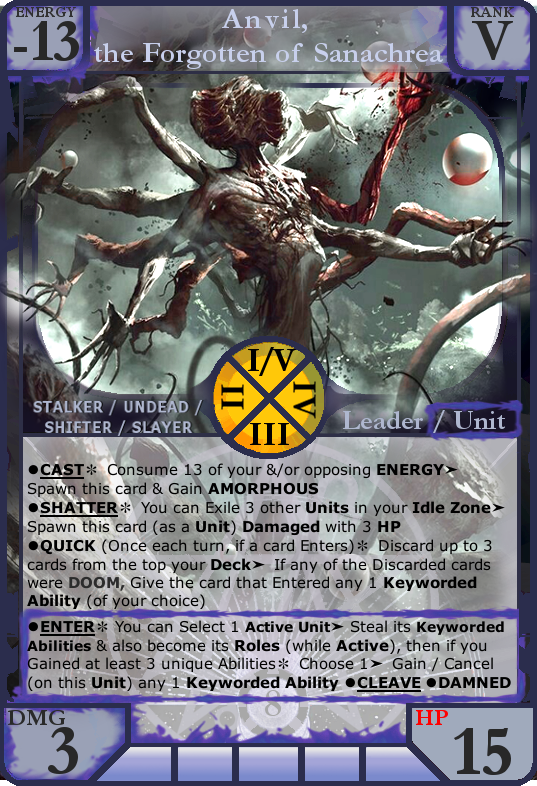 ENERGY
-13
Anvil,
the Forgotten of Sanachrea
RANK
V
I/V
II
IV
III
STALKER / UNDEAD /
SHIFTER / SLAYER
Leader / Unit
●CAST✻ Consume 13 of your &/or opposing ENERGY➤
Spawn this card & Gain AMORPHOUS
●SHATTER✻ You can Exile 3 other Units in your Idle Zone➤
Spawn this card (as a Unit) Damaged with 3 HP
●QUICK (Once each turn, if a card Enters)✻ Discard up to 3
cards from the top your Deck➤ If any of the Discarded cards
were DOOM, Give the card that Entered any 1 Keyworded
Ability (of your choice)
●ENTER✻ You can Select 1 Active Unit➤ Steal its Keyworded
Abilities & also become its Roles (while Active), then if you
Gained at least 3 unique Abilities✻ Choose 1➤ Gain / Cancel
(on this Unit) any 1 Keyworded Ability ●CLEAVE ●DAMNED
8
DMG
3
HP
15